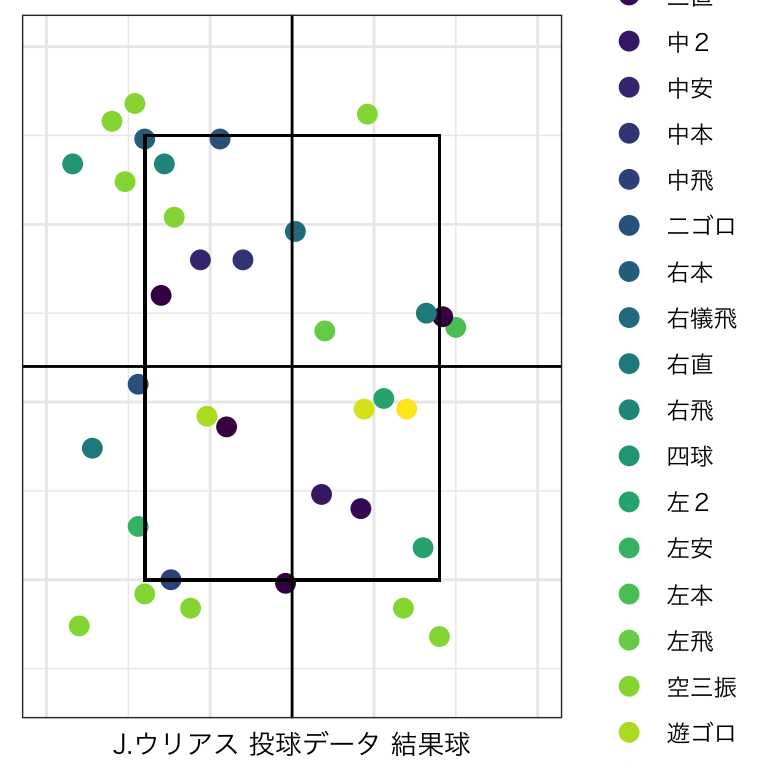 中２
中安
中本
中飛
二ゴロ
右本
右犠飛
右直
右飛
四球
左２
左安
左本
左飛
空三振
遊ゴロ
J.ウリアス 投球データ 結果球